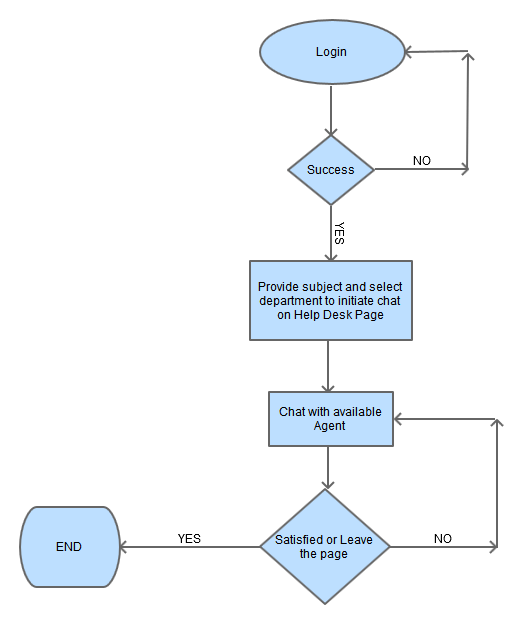 Login
Success
NO
YES
Provide subject and select
department to initiate chat
on Help Desk Page
Chat with available
Agent
Satisfied or Leave
the page
NO
YES
END